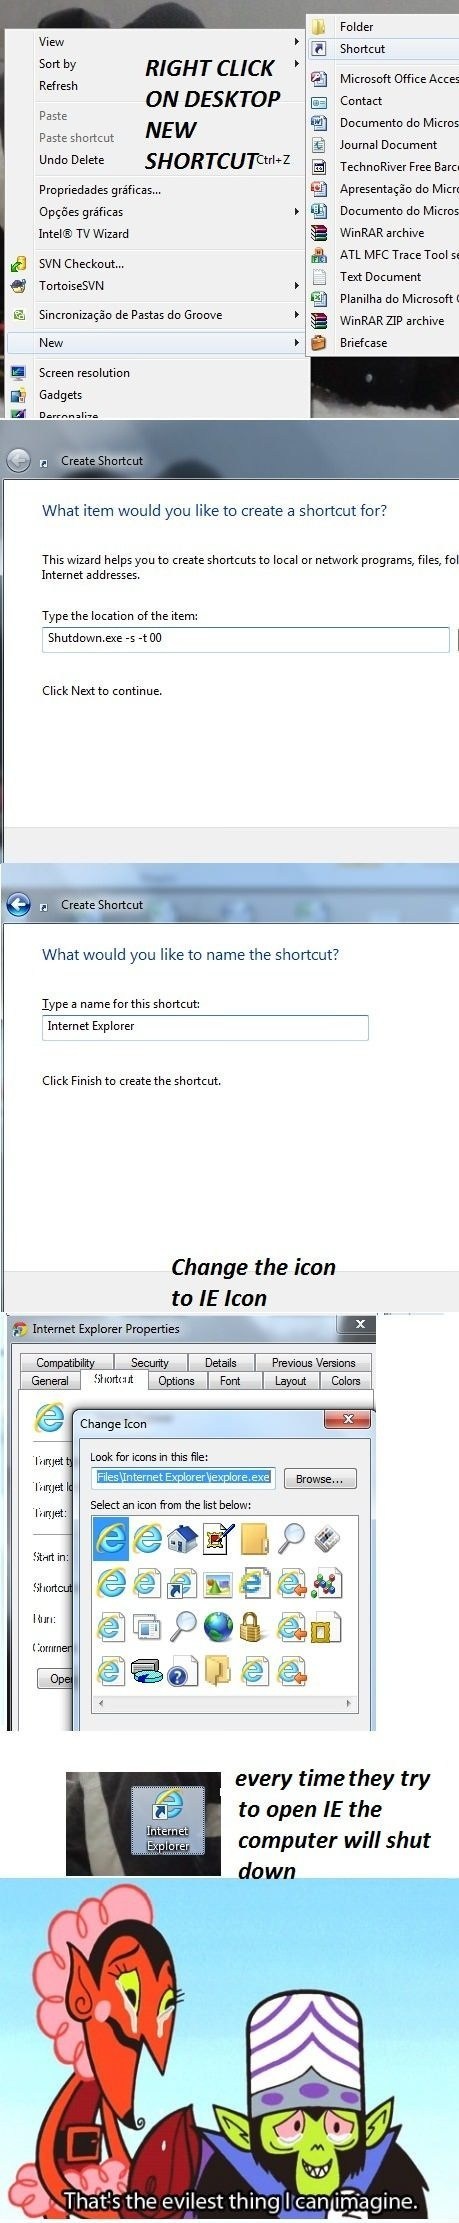 View
Sort by
Refresh
Paste
Paste shortcut
Undo Delete Ctrl+Z
Propriedades gráficas...
Opções gráficas
Intel® TV Wizard
SVN Checkout...
TortoiseSVN
Sincronização de Pastas do Groove
New
Screen resolution
Gadgets
Personalize
RIGHT CLICK
ON DESKTOP
NEW
SHORTCUT
Folder
Shortcut
Microsoft Office Acces
Contact
Documento do Micros
Journal Document
TechnoRiver Free Barc
Apresentação do Micr
Documento do Micros
WinRAR archive
ATL MFC Trace Tool se
Text Document
Planilha do Microsoft
WinRAR ZIP archive
Briefcase
Create Shortcut
What item would you like to create a shortcut for?
This wizard helps you to create shortcuts to local or network programs, files, fol
Internet addresses.
Type the location of the item:
Shutdown.exe -s -t 00
Click Next to continue.
Create Shortcut
What would you like to name the shortcut?
Type a name for this shortcut:
Internet Explorer
Click Finish to create the shortcut.
Change the icon
to IE Icon
Internet Explorer Properties
Compatibility Security Details Previous Versions
General Shortcut Options Font Layout Colors
Target ty
Target lo
Target:
Start in:
Shortcut
Run:
Commen
Ope
Change Icon
Look for icons in this file:
Files\Internet Explorer\iexplore.exe
Browse...
Select an icon from the list below:
Internet
Explorer
every time they try
to open IE the
computer will shut
down
That's the evilest thing I can imagine.